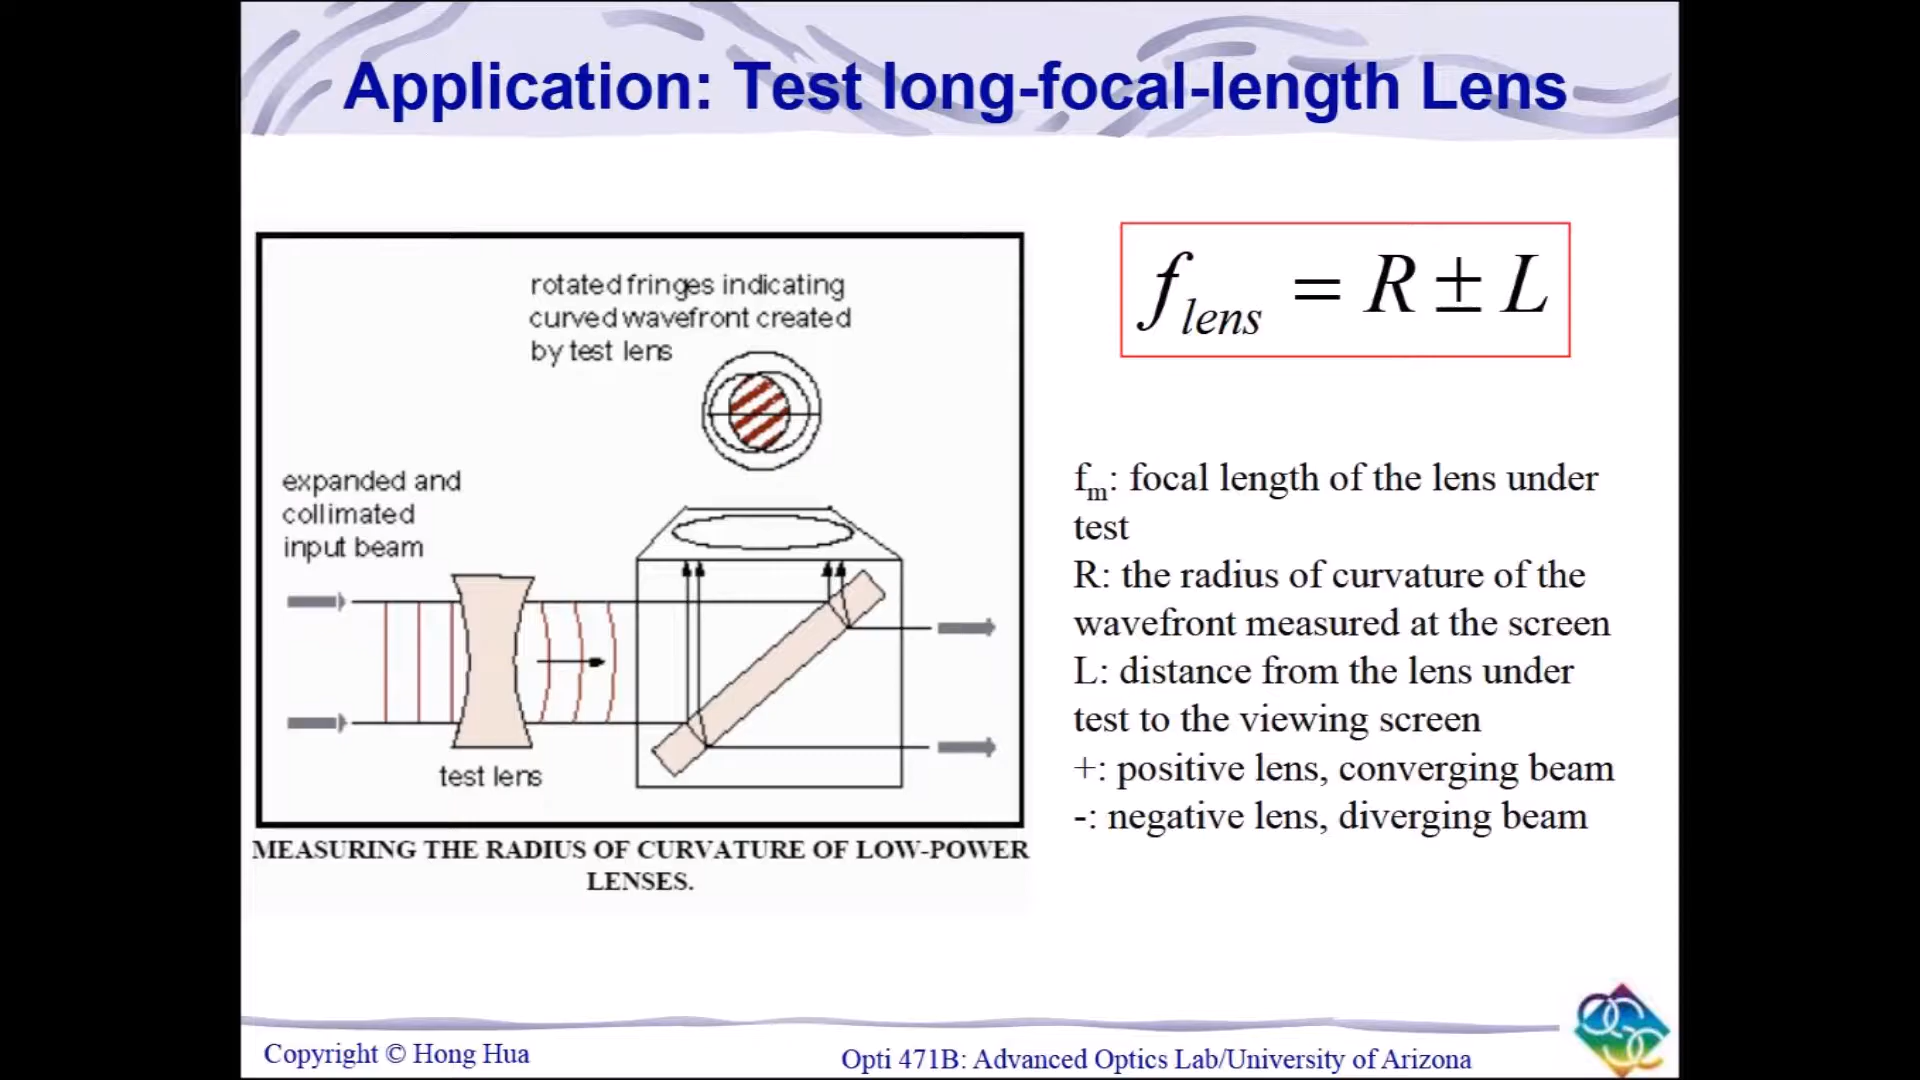 Application: Test long-focal-length Lens
rotated fringes indicating
curved wavefront created
by test lens
expanded and
collimated
input beam
test lens
MEASURING THE RADIUS OF CURVATURE OF LOW-POWER
LENSES.
f lens = R ± L
fm: focal length of the lens under
test
R: the radius of curvature of the
wavefront measured at the screen
L: distance from the lens under
test to the viewing screen
+: positive lens, converging beam
-: negative lens, diverging beam
Copyright © Hong Hua
Opti 471B: Advanced Optics Lab/University of Arizona